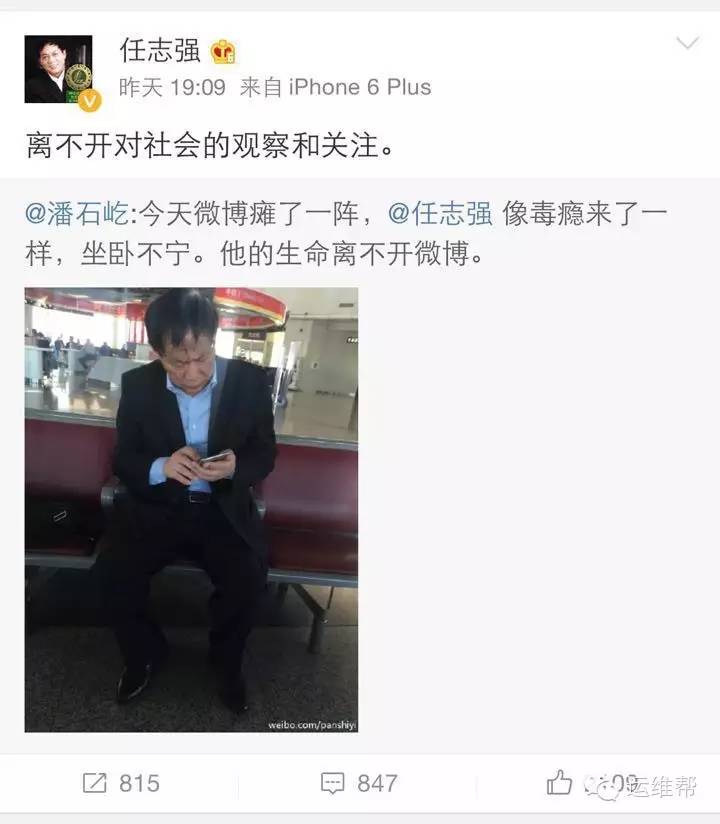 任志强
昨天 19:09 来自 iPhone 6 Plus
离不开对社会的观察和关注。
@潘石屹:今天微博瘫了一阵，@任志强 像毒瘾来了一
样，坐卧不宁。他的生命离不开微博。
weibo.com/panshiyi
815
847
运维帮